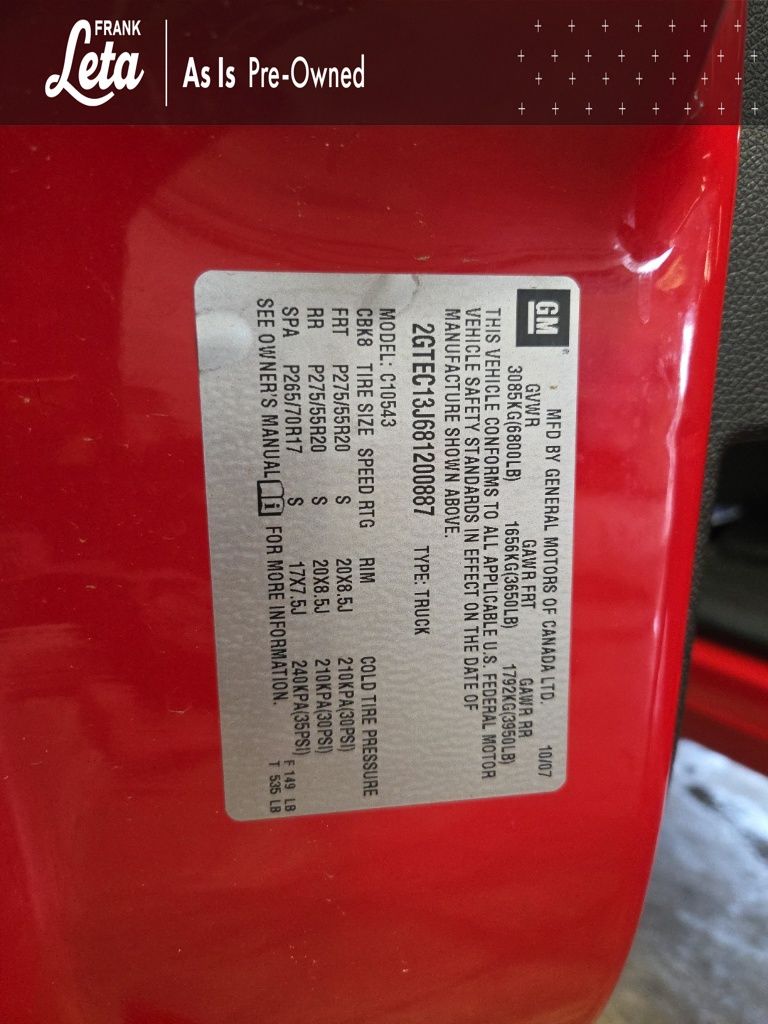 FRANK
Leta
As Is Pre-Owned
GM
MFD BY GENERAL MOTORS OF CANADA LTD. 10/07
GVWR GAWR FRT GAWR RR
3085KG(6800LB) 1656KG(3650LB) 1792KG(3950LB)
THIS VEHICLE CONFORMS TO ALL APPLICABLE U.S. FEDERAL MOTOR
VEHICLE SAFETY STANDARDS IN EFFECT ON THE DATE OF
MANUFACTURE SHOWN ABOVE.
2GTEC13J681200887 TYPE: TRUCK
MODEL: C10543
CBK8 TIRE SIZE SPEED RTG RIM COLD TIRE PRESSURE
FRT P275/55R20 S 20X8.5J 210KPA(30PSI)
RR P275/55R20 S 20X8.5J 210KPA(30PSI)
SPA P265/70R17 S 17X7.5J 240KPA(35PSI)
SEE OWNER'S MANUAL i FOR MORE INFORMATION.
F 149 LB
T 535 LB